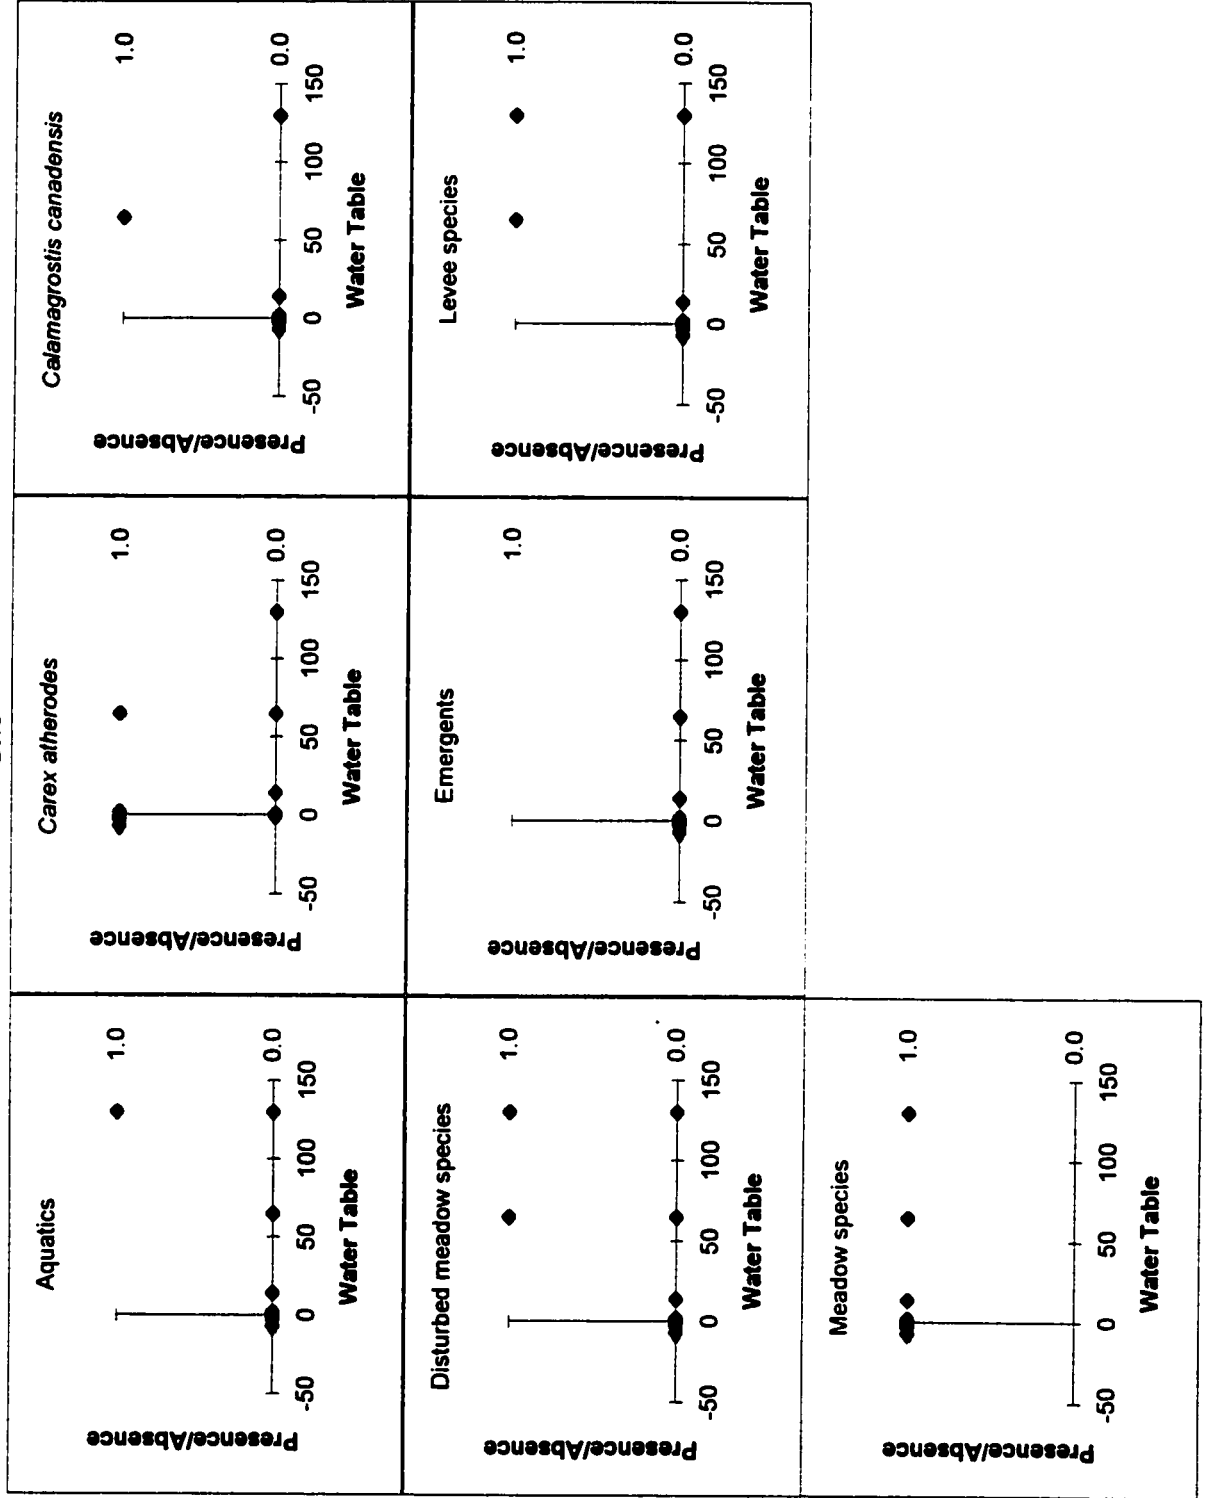 Aquatics
1.0
0.0
-50
0
50
100
150
Water Table
Presence/Absence
Carex atherodes
1.0
0.0
-50
0
50
100
150
Water Table
Presence/Absence
Calamagrostis canadensis
1.0
0.0
-50
0
50
100
150
Water Table
Presence/Absence
Disturbed meadow species
1.0
0.0
-50
0
50
100
150
Water Table
Presence/Absence
Emergents
1.0
0.0
-50
0
50
100
150
Water Table
Presence/Absence
Levee species
1.0
0.0
-50
0
50
100
150
Water Table
Presence/Absence
Meadow species
1.0
0.0
-50
0
50
100
150
Water Table
Presence/Absence